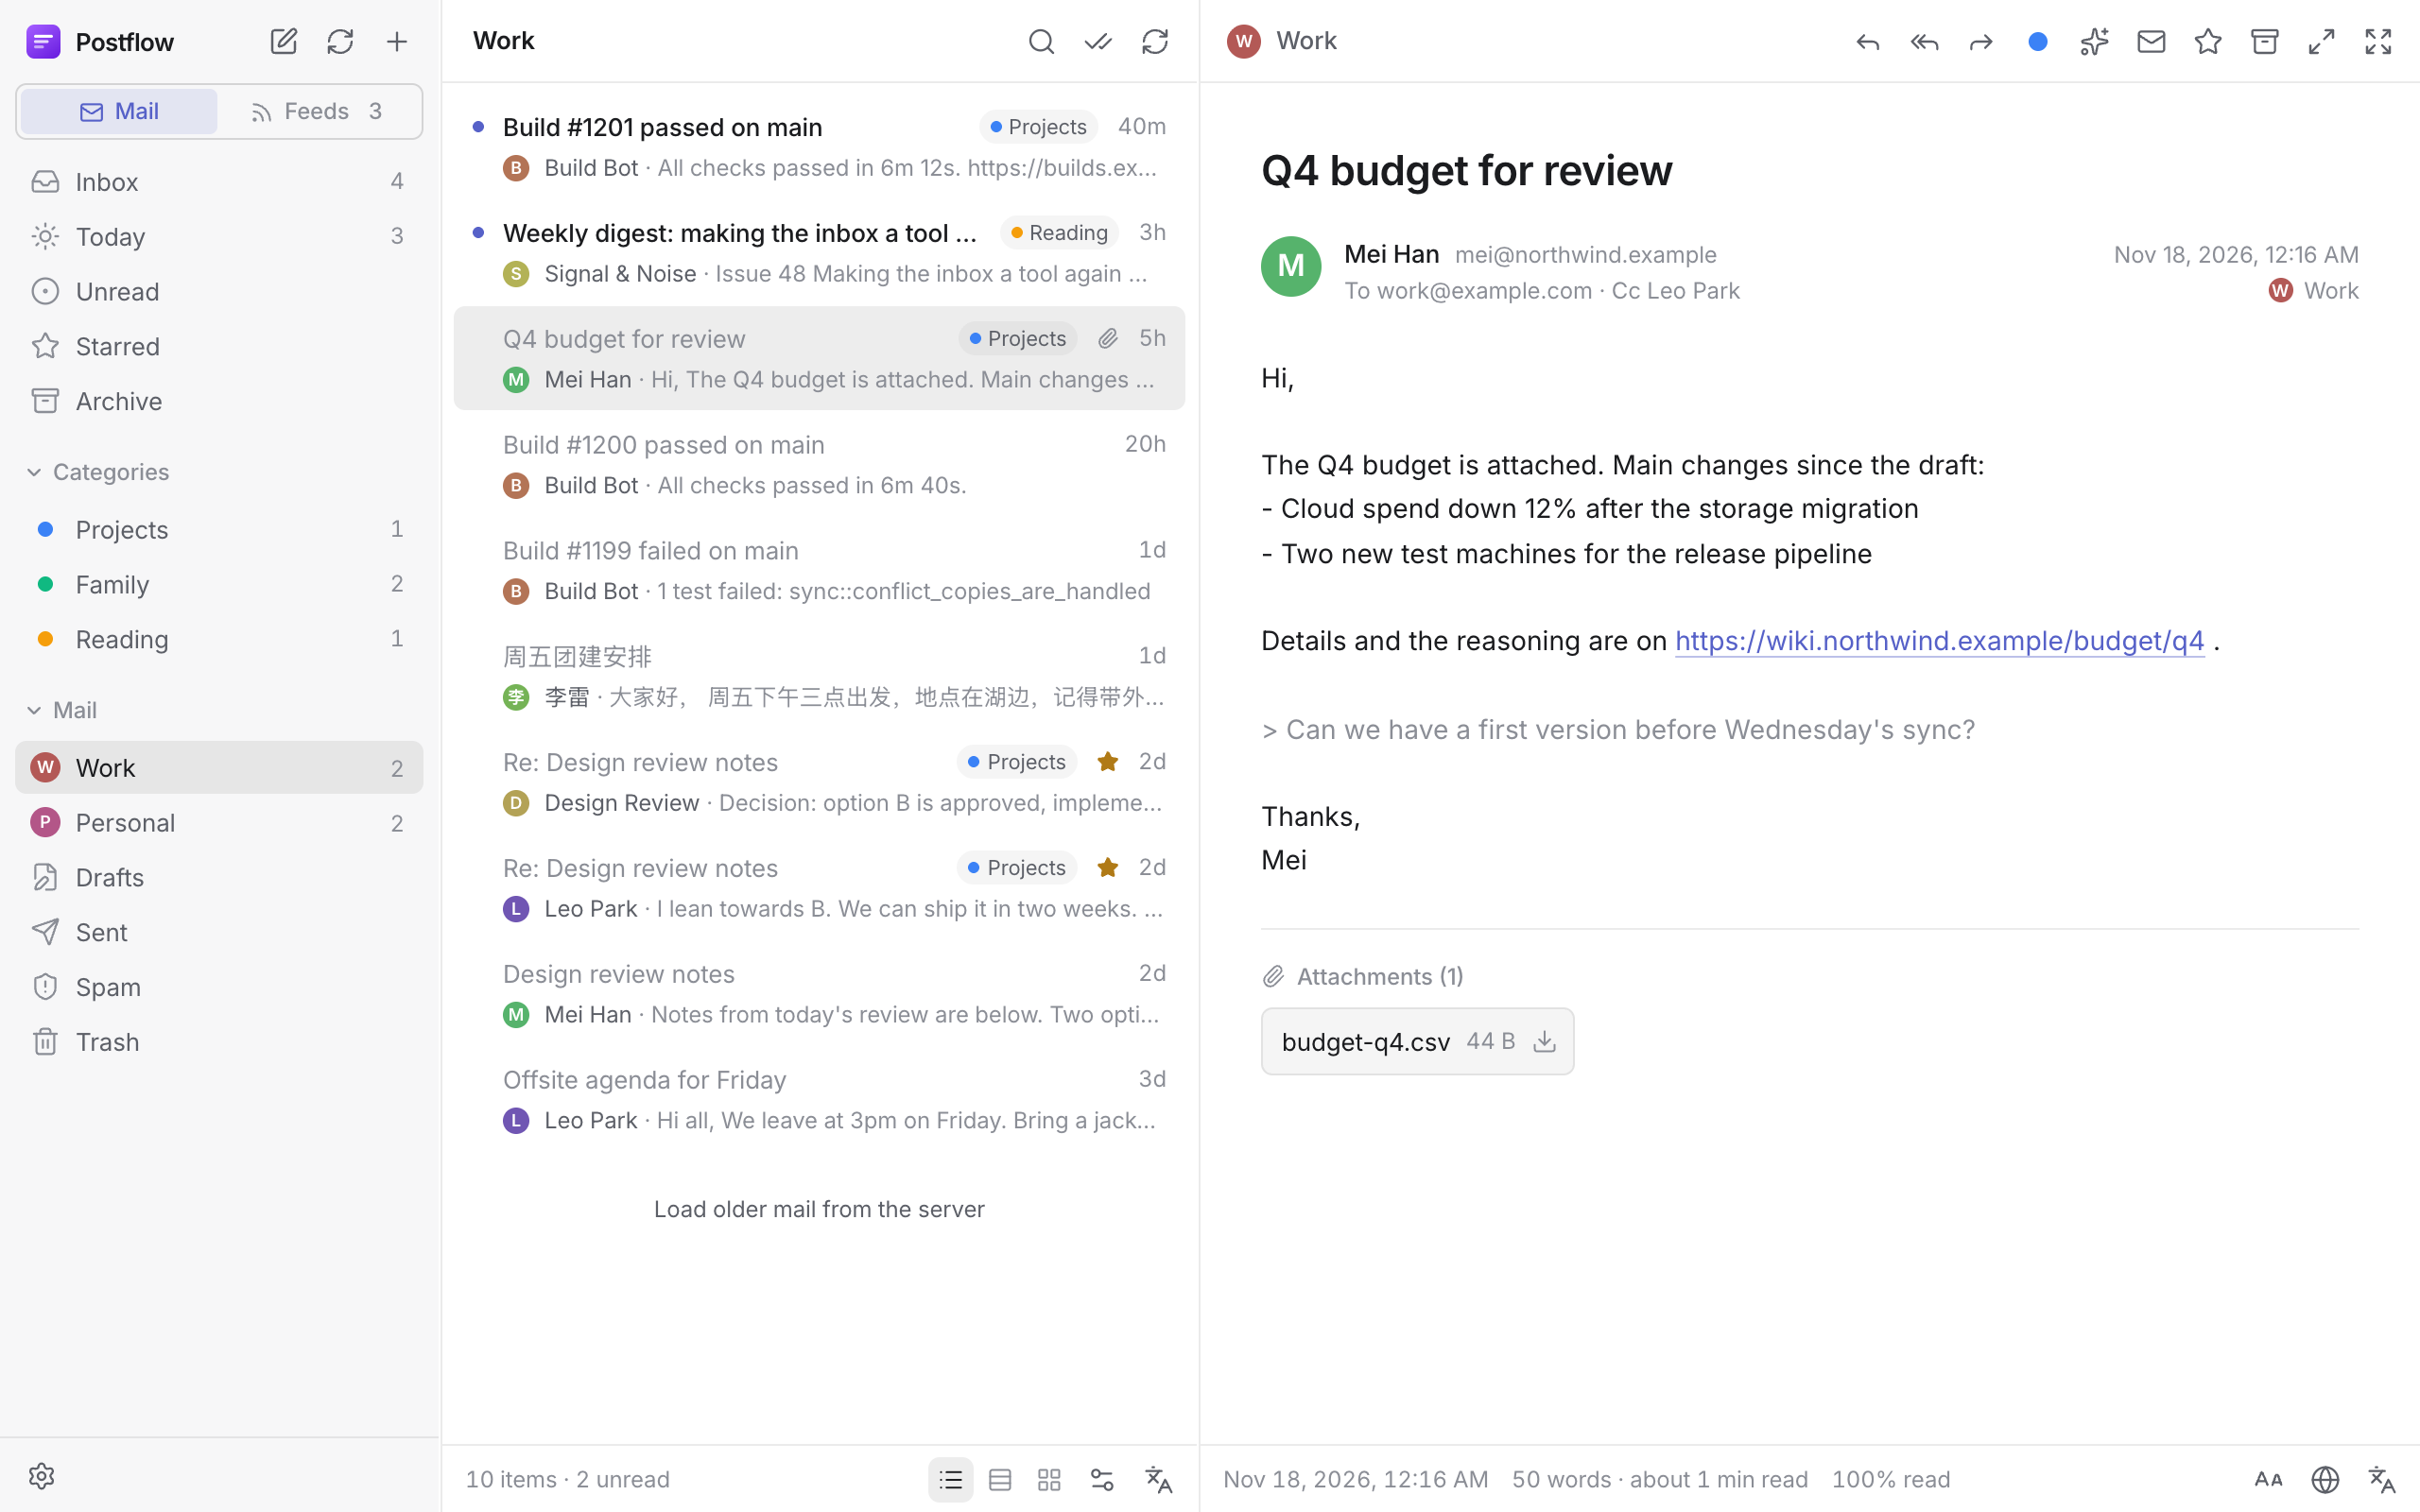 Postflow
Mail
Feeds 3
Inbox 4
Today 3
Unread
Starred
Archive
Categories
Projects 1
Family 2
Reading 1
Mail
W Work 2
P Personal 2
Drafts
Sent
Spam
Trash
Work
Build #1201 passed on main Projects 40m
B Build Bot · All checks passed in 6m 12s. https://builds.ex...
Weekly digest: making the inbox a tool ... Reading 3h
S Signal & Noise · Issue 48 Making the inbox a tool again ...
Q4 budget for review Projects 5h
M Mei Han · Hi, The Q4 budget is attached. Main changes ...
Build #1200 passed on main 20h
B Build Bot · All checks passed in 6m 40s.
Build #1199 failed on main 1d
B Build Bot · 1 test failed: sync::conflict_copies_are_handled
周五团建安排 1d
李 李雷 · 大家好， 周五下午三点出发，地点在湖边，记得带外...
Re: Design review notes Projects 2d
D Design Review · Decision: option B is approved, impleme...
Re: Design review notes Projects 2d
L Leo Park · I lean towards B. We can ship it in two weeks. ...
Design review notes 2d
M Mei Han · Notes from today's review are below. Two opti...
Offsite agenda for Friday 3d
L Leo Park · Hi all, We leave at 3pm on Friday. Bring a jack...
Load older mail from the server
10 items · 2 unread
W Work
Q4 budget for review
M Mei Han mei@northwind.example Nov 18, 2026, 12:16 AM
To work@example.com · Cc Leo Park W Work
Hi,
The Q4 budget is attached. Main changes since the draft:
- Cloud spend down 12% after the storage migration
- Two new test machines for the release pipeline
Details and the reasoning are on https://wiki.northwind.example/budget/q4 .
> Can we have a first version before Wednesday's sync?
Thanks,
Mei
Attachments (1)
budget-q4.csv 44 B
Nov 18, 2026, 12:16 AM 50 words · about 1 min read 100% read